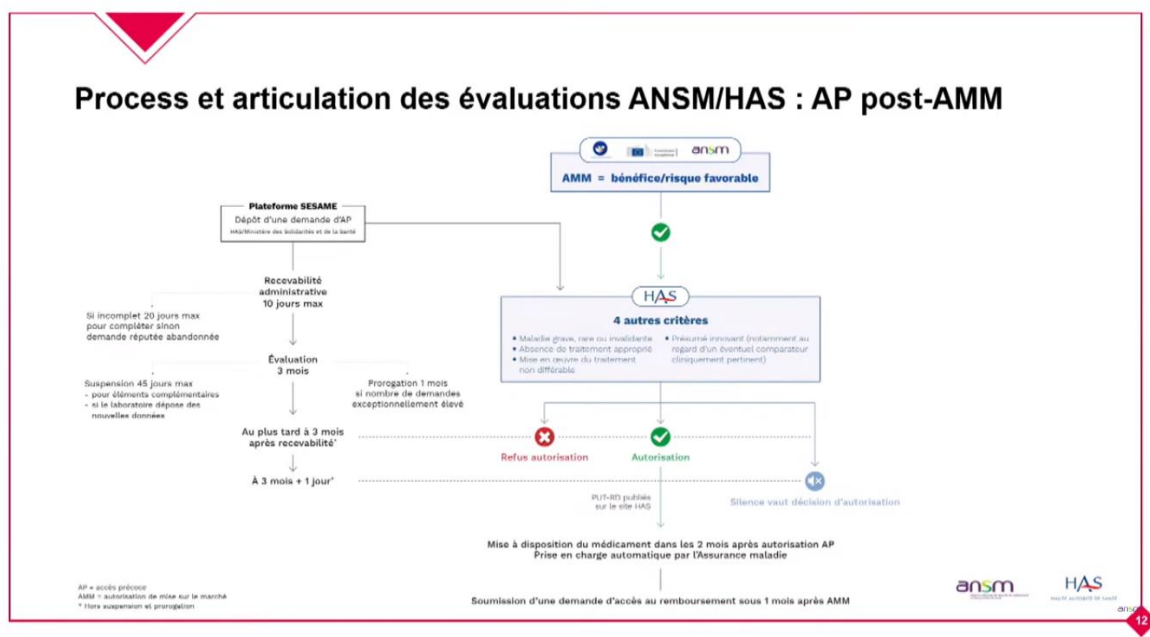 Process et articulation des évaluations ANSM/HAS : AP post-AMM
ansm
AMM = bénéfice/risque favorable
Plateforme SESAME
Dépôt d'une demande d'AP
HAS/Ministère des Solidarités et de la Santé
Recevabilité
administrative
10 jours max
Si incomplet 20 jours max
pour compléter sinon
demande réputée abandonnée
Évaluation
3 mois
Suspension 45 jours max
- pour éléments complémentaires
- si le laboratoire dépose des
nouvelles données
Prorogation 1 mois
si nombre de demandes
exceptionnellement élevé
Au plus tard à 3 mois
après recevabilité*
À 3 mois + 1 jour*
HAS
4 autres critères
• Maladie grave, rare ou invalidante
• Absence de traitement approprié
• Mise en œuvre du traitement
non différable
• Présumé innovant (notamment au
regard d'un éventuel comparateur
cliniquement pertinent)
Refus autorisation
Autorisation
Silence vaut décision d'autorisation
PUT-RD publiés
sur le site HAS
Mise à disposition du médicament dans les 2 mois après autorisation AP
Prise en charge automatique par l'Assurance maladie
Soumission d'une demande d'accès au remboursement sous 1 mois après AMM
AP = accès précoce
AMM = autorisation de mise sur le marché
* Hors suspension et prorogation
ansm
HAS
HAUTE AUTORITÉ DE SANTÉ
12